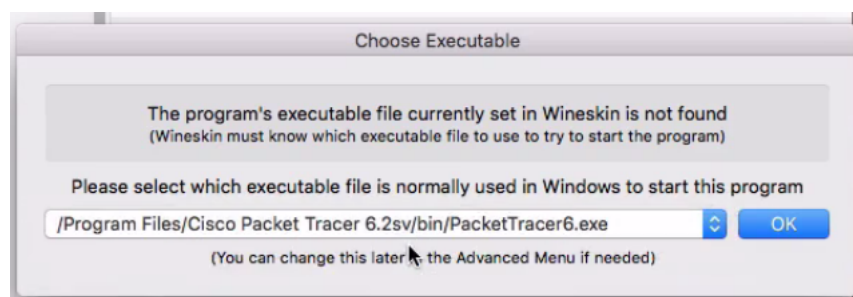 Choose Executable
The program's executable file currently set in Wineskin is not found
(Wineskin must know which executable file to use to try to start the program)
Please select which executable file is normally used in Windows to start this program
/Program Files/Cisco Packet Tracer 6.2sv/bin/PacketTracer6.exe
OK
(You can change this later the Advanced Menu if needed)